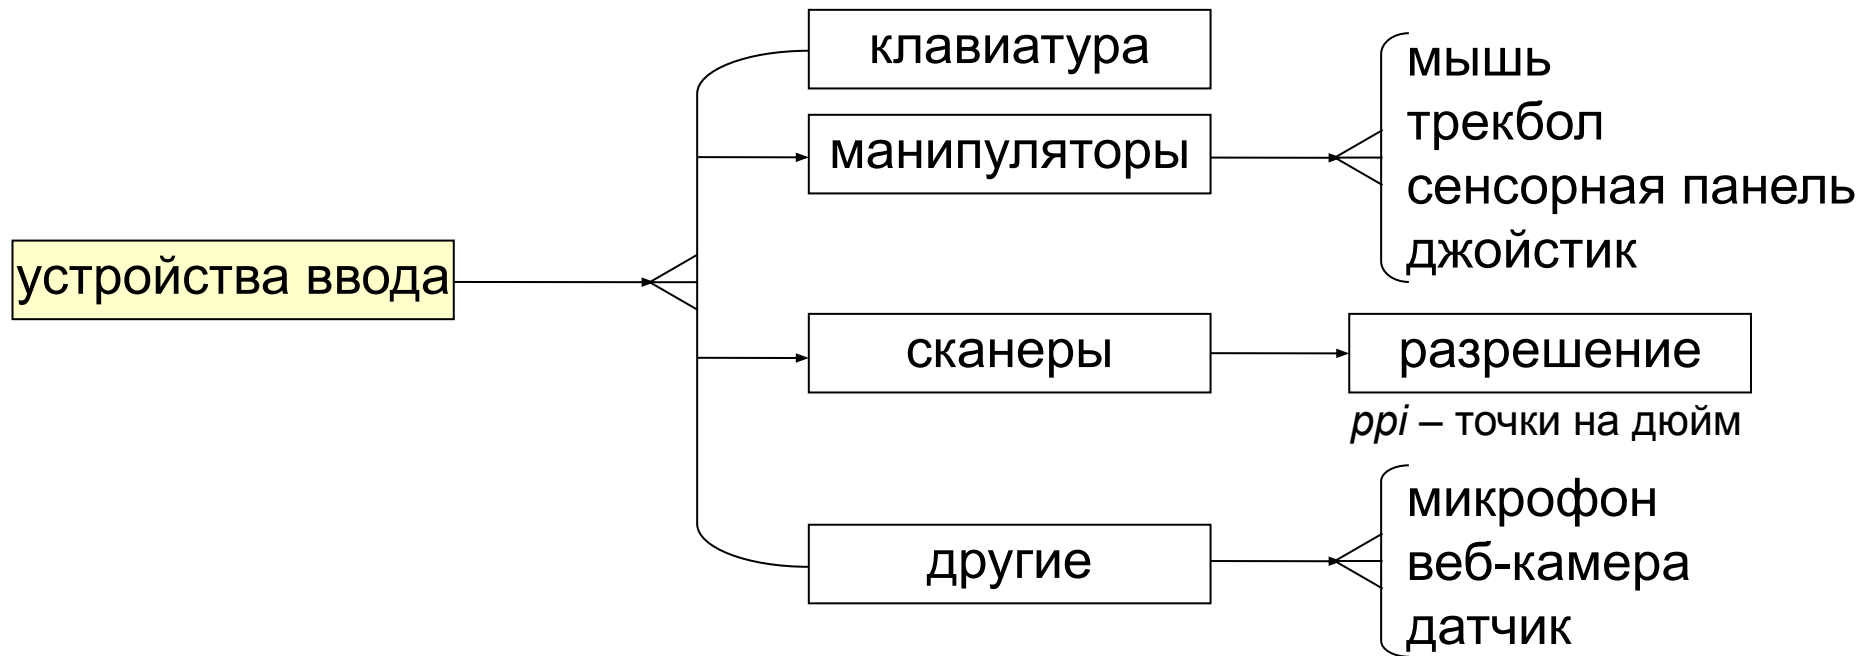 устройства ввода
клавиатура
манипуляторы
мышь
трекбол
сенсорная панель
джойстик
сканеры
разрешение
ppi – точки на дюйм
другие
микрофон
веб-камера
датчик